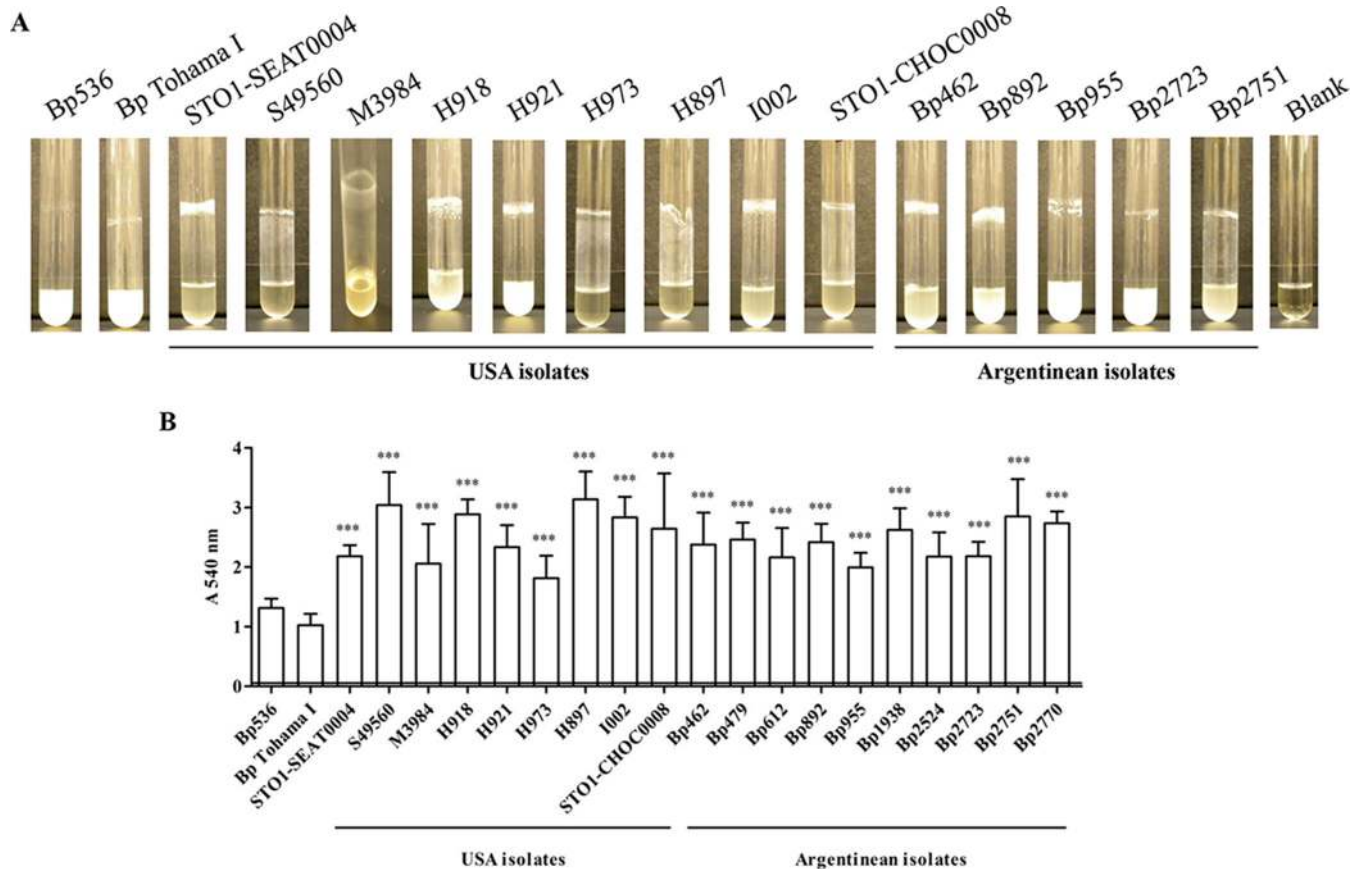 A
Bp536 Bp Tohama I STO1-SEAT0004 S49560 M3984 H918 H921 H973 H897 I002 STO1-CHOC0008 Bp462 Bp892 Bp955 Bp2723 Bp2751 Blank
USA isolates Argentinean isolates
B
4
3
2
1
0
A 540 nm
*** *** *** *** *** *** *** *** *** *** *** *** *** *** *** *** *** *** ***
Bp536 Bp Tohama I STO1-SEAT0004 S49560 M3984 H918 H921 H973 H897 I002 STO1-CHOC0008 Bp462 Bp479 Bp612 Bp892 Bp955 Bp1938 Bp2524 Bp2723 Bp2751 Bp2770
USA isolates Argentinean isolates